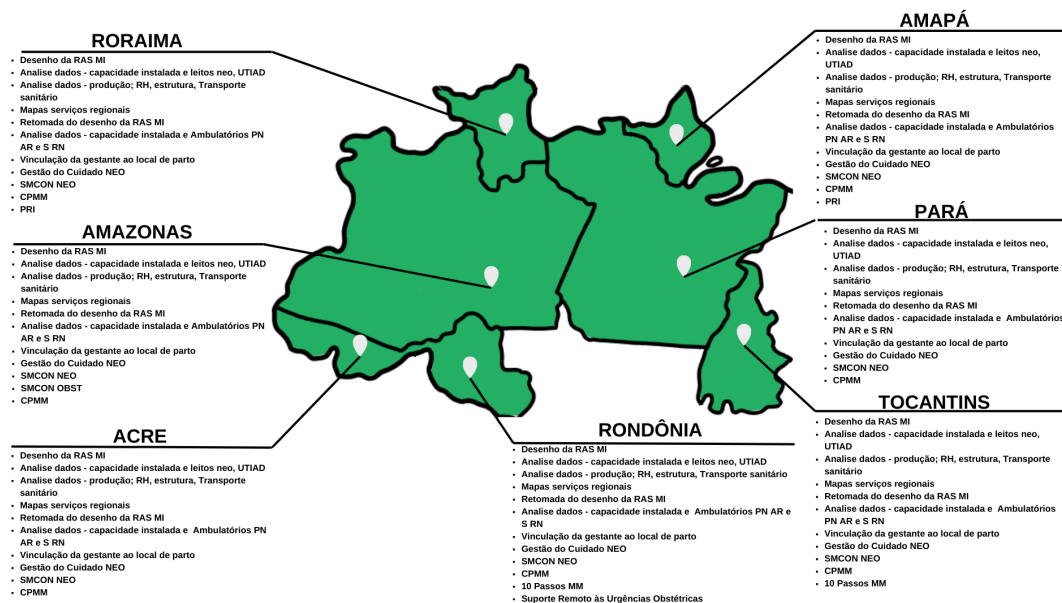 RORAIMA
• Desenho da RAS MI
• Analise dados - capacidade instalada e leitos neo, UTIAD
• Analise dados - produção; RH, estrutura, Transporte
sanitário
• Mapas serviços regionais
• Retomada do desenho da RAS MI
• Analise dados - capacidade instalada e Ambulatórios PN
AR e S RN
• Vinculação da gestante ao local de parto
• Gestão do Cuidado NEO
• SMCON NEO
• CPMM
• PRI
AMAZONAS
• Desenho da RAS MI
• Analise dados - capacidade instalada e leitos neo, UTIAD
• Analise dados - produção; RH, estrutura, Transporte
sanitário
• Mapas serviços regionais
• Retomada do desenho da RAS MI
• Analise dados - capacidade instalada e Ambulatórios PN
AR e S RN
• Vinculação da gestante ao local de parto
• Gestão do Cuidado NEO
• SMCON NEO
• SMCON OBST
• CPMM
ACRE
• Desenho da RAS MI
• Analise dados - capacidade instalada e leitos neo, UTIAD
• Analise dados - produção; RH, estrutura, Transporte
sanitário
• Mapas serviços regionais
• Retomada do desenho da RAS MI
• Analise dados - capacidade instalada e Ambulatórios PN
AR e S RN
• Vinculação da gestante ao local de parto
• Gestão do Cuidado NEO
• SMCON NEO
• CPMM
RONDÔNIA
• Desenho da RAS MI
• Analise dados - capacidade instalada e leitos neo, UTIAD
• Analise dados - produção; RH, estrutura, Transporte sanitário
• Mapas serviços regionais
• Retomada do desenho da RAS MI
• Analise dados - capacidade instalada e Ambulatórios PN AR e
S RN
• Vinculação da gestante ao local de parto
• Gestão do Cuidado NEO
• SMCON NEO
• CPMM
• 10 Passos MM
• Suporte Remoto às Urgências Obstétricas
AMAPÁ
• Desenho da RAS MI
• Analise dados - capacidade instalada e leitos neo,
UTIAD
• Analise dados - produção; RH, estrutura, Transporte
sanitário
• Mapas serviços regionais
• Retomada do desenho da RAS MI
• Analise dados - capacidade instalada e Ambulatórios
PN AR e S RN
• Vinculação da gestante ao local de parto
• Gestão do Cuidado NEO
• SMCON NEO
• CPMM
• PRI
PARÁ
• Desenho da RAS MI
• Analise dados - capacidade instalada e leitos neo,
UTIAD
• Analise dados - produção; RH, estrutura, Transporte
sanitário
• Mapas serviços regionais
• Retomada do desenho da RAS MI
• Analise dados - capacidade instalada e Ambulatórios
PN AR e S RN
• Vinculação da gestante ao local de parto
• Gestão do Cuidado NEO
• SMCON NEO
• CPMM
TOCANTINS
• Desenho da RAS MI
• Analise dados - capacidade instalada e leitos neo,
UTIAD
• Analise dados - produção; RH, estrutura, Transporte
sanitário
• Mapas serviços regionais
• Retomada do desenho da RAS MI
• Analise dados - capacidade instalada e Ambulatórios
PN AR e S RN
• Vinculação da gestante ao local de parto
• Gestão do Cuidado NEO
• SMCON NEO
• CPMM
• 10 Passos MM